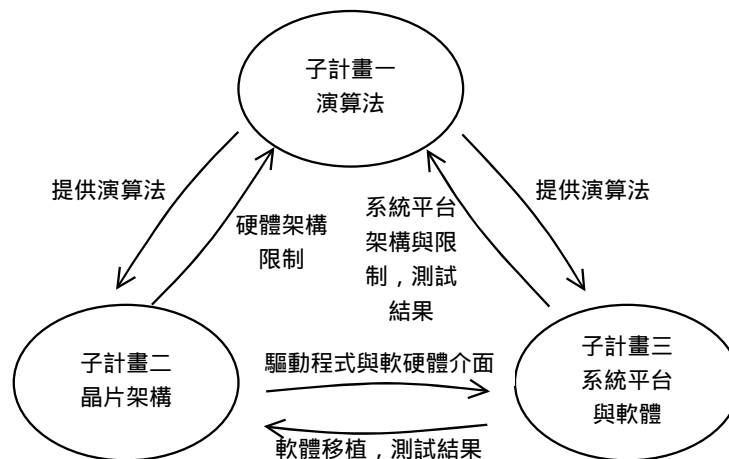 子計畫一
演算法
提供演算法
硬體架構
限制
系統平台
架構與限
制，測試
結果
提供演算法
子計畫二
晶片架構
驅動程式與軟硬體介面
軟體移植，測試結果
子計畫三
系統平台
與軟體